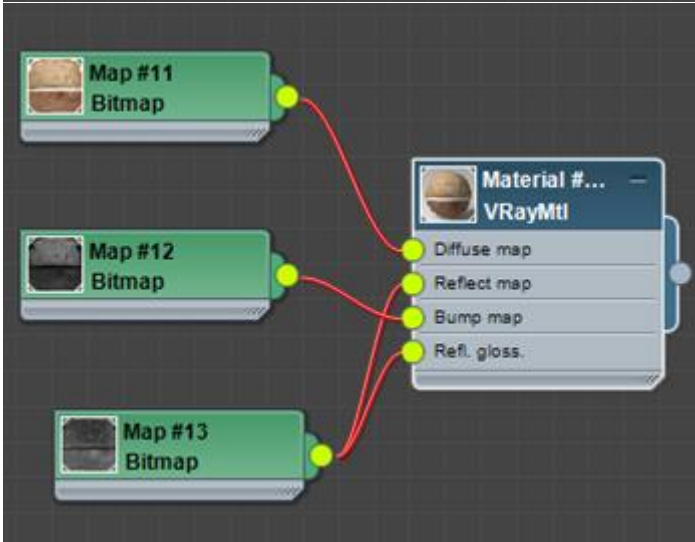 Map #11
Bitmap
Map #12
Bitmap
Map #13
Bitmap
Material #...
VRayMtl
Diffuse map
Reflect map
Bump map
Refl. gloss.